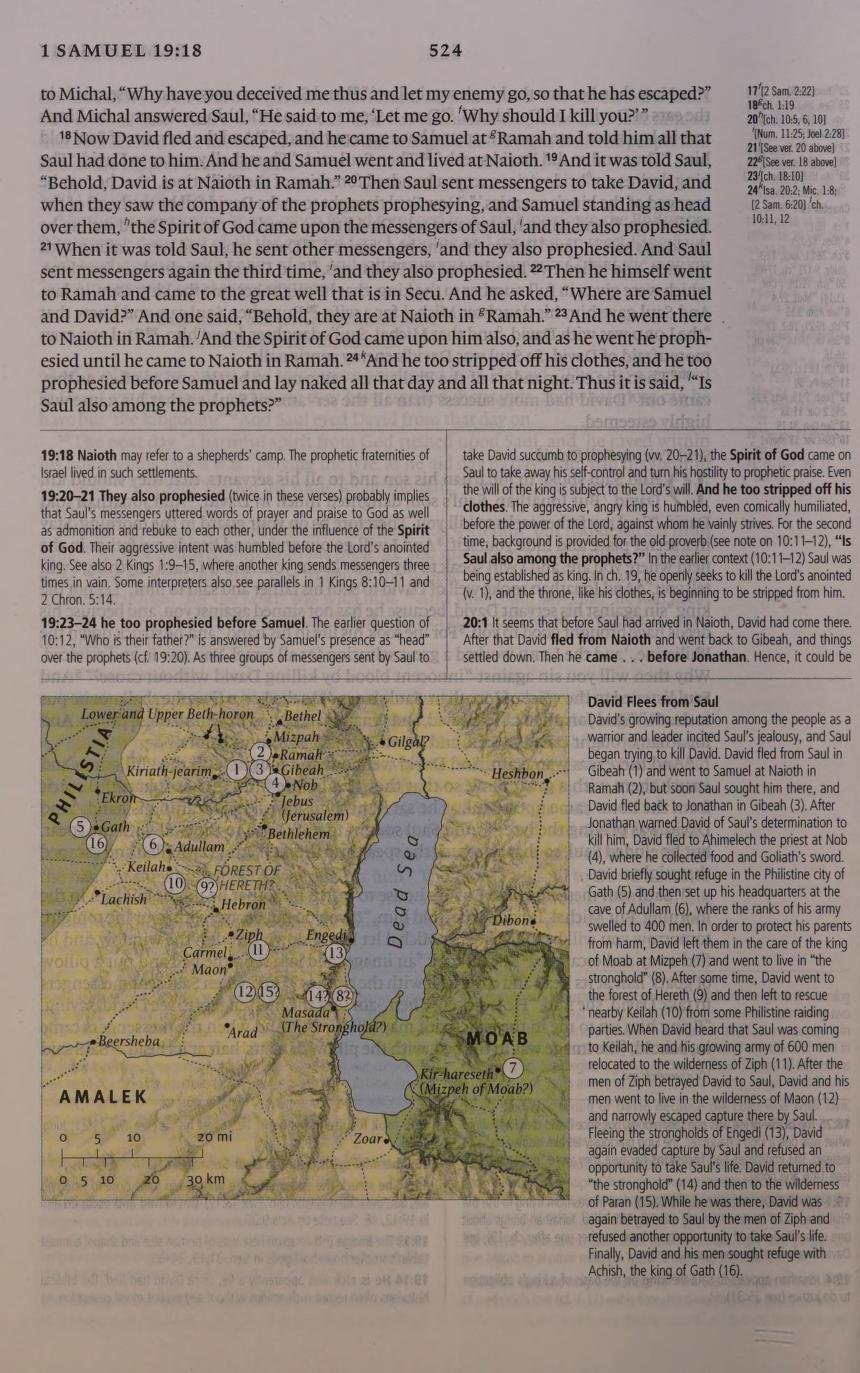 1 SAMUEL 19:18
524
to Michal, “Why have you deceived me thus and let my enemy go, so that he has escaped?”
And Michal answered Saul, “He said to me, ‘Let me go. fWhy should I kill you?’”
18 Now David fled and escaped, and he came to Samuel at gRamah and told him all that
Saul had done to him. And he and Samuel went and lived at Naioth. 19 And it was told Saul,
“Behold, David is at Naioth in Ramah.” 20 Then Saul sent messengers to take David, and
when they saw the company of the prophets prophesying, and Samuel standing as head
over them, hthe Spirit of God came upon the messengers of Saul, iand they also prophesied.
21 When it was told Saul, he sent other messengers, iand they also prophesied. And Saul
sent messengers again the third time, iand they also prophesied. 22 Then he himself went
to Ramah and came to the great well that is in Secu. And he asked, “Where are Samuel
and David?” And one said, “Behold, they are at Naioth in gRamah.” 23 And he went there
to Naioth in Ramah. jAnd the Spirit of God came upon him also, and as he went he proph-
esied until he came to Naioth in Ramah. 24 kAnd he too stripped off his clothes, and he too
prophesied before Samuel and lay naked all that day and all that night. Thus it is said, l“Is
Saul also among the prophets?”
17 f[2 Sam. 2:22]
18 gch. 1:19
20 h[ch. 10:5, 6, 10]
i[Num. 11:25; Joel 2:28]
21 i[See ver. 20 above]
22 g[See ver. 18 above]
23 j[ch. 18:10]
24 kIsa. 20:2; Mic. 1:8;
[2 Sam. 6:20] lch.
10:11, 12
19:18 Naioth may refer to a shepherds’ camp. The prophetic fraternities of
Israel lived in such settlements.
19:20–21 They also prophesied (twice in these verses) probably implies
that Saul’s messengers uttered words of prayer and praise to God as well
as admonition and rebuke to each other, under the influence of the Spirit
of God. Their aggressive intent was humbled before the Lord’s anointed
king. See also 2 Kings 1:9–15, where another king sends messengers three
times in vain. Some interpreters also see parallels in 1 Kings 8:10–11 and
2 Chron. 5:14.
19:23–24 he too prophesied before Samuel. The earlier question of
10:12, “Who is their father?” is answered by Samuel’s presence as “head”
over the prophets (cf. 19:20). As three groups of messengers sent by Saul to
take David succumb to prophesying (vv. 20–21), the Spirit of God came on
Saul to take away his self-control and turn his hostility to prophetic praise. Even
the will of the king is subject to the Lord’s will. And he too stripped off his
clothes. The aggressive, angry king is humbled, even comically humiliated,
before the power of the Lord, against whom he vainly strives. For the second
time, background is provided for the old proverb (see note on 10:11–12), “Is
Saul also among the prophets?” In the earlier context (10:11–12) Saul was
being established as king. In ch. 19, he openly seeks to kill the Lord’s anointed
(v. 1), and the throne, like his clothes, is beginning to be stripped from him.
20:1 It seems that before Saul had arrived in Naioth, David had come there.
After that David fled from Naioth and went back to Gibeah, and things
settled down. Then he came . . . before Jonathan. Hence, it could be
Lower and Upper Beth-horon
Bethel
Mizpah
Gilgal?
2 Ramah
Kiriath-jearim
1 3 Gibeah
Heshbon
4 Nob
PHILISTIA
Ekron
Jebus
(Jerusalem)
5 Gath
Bethlehem
16
6 Adullam
Keilah
FOREST OF
HERETH?
10 9?
Lachish
Hebron
Dead Sea
Dibon
Ziph
Engedi
Carmel
11
13
Maon
12 15?
14? 8?
Masada
(The Stronghold?)
Arad
Beersheba
MOAB
7
Kir-hareseth
(Mizpeh of Moab?)
AMALEK
Zoar
0 5 10 20 mi
0 5 10 20 30 km
David Flees from Saul
David’s growing reputation among the people as a
warrior and leader incited Saul’s jealousy, and Saul
began trying to kill David. David fled from Saul in
Gibeah (1) and went to Samuel at Naioth in
Ramah (2), but soon Saul sought him there, and
David fled back to Jonathan in Gibeah (3). After
Jonathan warned David of Saul’s determination to
kill him, David fled to Ahimelech the priest at Nob
(4), where he collected food and Goliath’s sword.
David briefly sought refuge in the Philistine city of
Gath (5) and then set up his headquarters at the
cave of Adullam (6), where the ranks of his army
swelled to 400 men. In order to protect his parents
from harm, David left them in the care of the king
of Moab at Mizpeh (7) and went to live in “the
stronghold” (8). After some time, David went to
the forest of Hereth (9) and then left to rescue
nearby Keilah (10) from some Philistine raiding
parties. When David heard that Saul was coming
to Keilah, he and his growing army of 600 men
relocated to the wilderness of Ziph (11). After the
men of Ziph betrayed David to Saul, David and his
men went to live in the wilderness of Maon (12)
and narrowly escaped capture there by Saul.
Fleeing the strongholds of Engedi (13), David
again evaded capture by Saul and refused an
opportunity to take Saul’s life. David returned to
“the stronghold” (14) and then to the wilderness
of Paran (15). While he was there, David was
again betrayed to Saul by the men of Ziph and
refused another opportunity to take Saul’s life.
Finally, David and his men sought refuge with
Achish, the king of Gath (16).